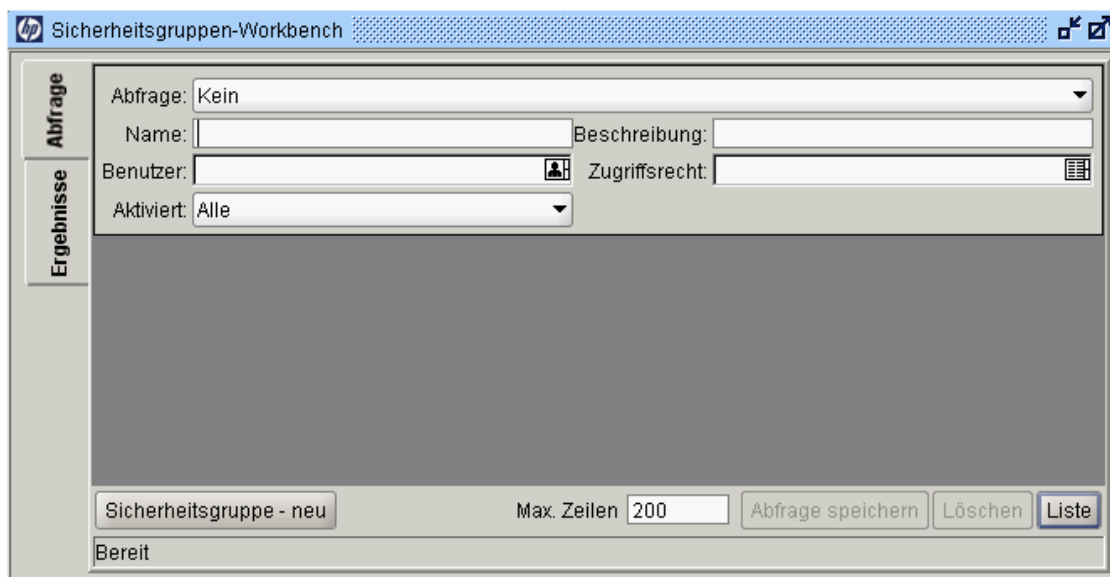 hp Sicherheitsgruppen-Workbench
Abfrage
Ergebnisse
Abfrage: Kein
Name: Beschreibung:
Benutzer: Zugriffsrecht:
Aktiviert: Alle
Sicherheitsgruppe - neu Max. Zeilen 200 Abfrage speichern Löschen Liste
Bereit